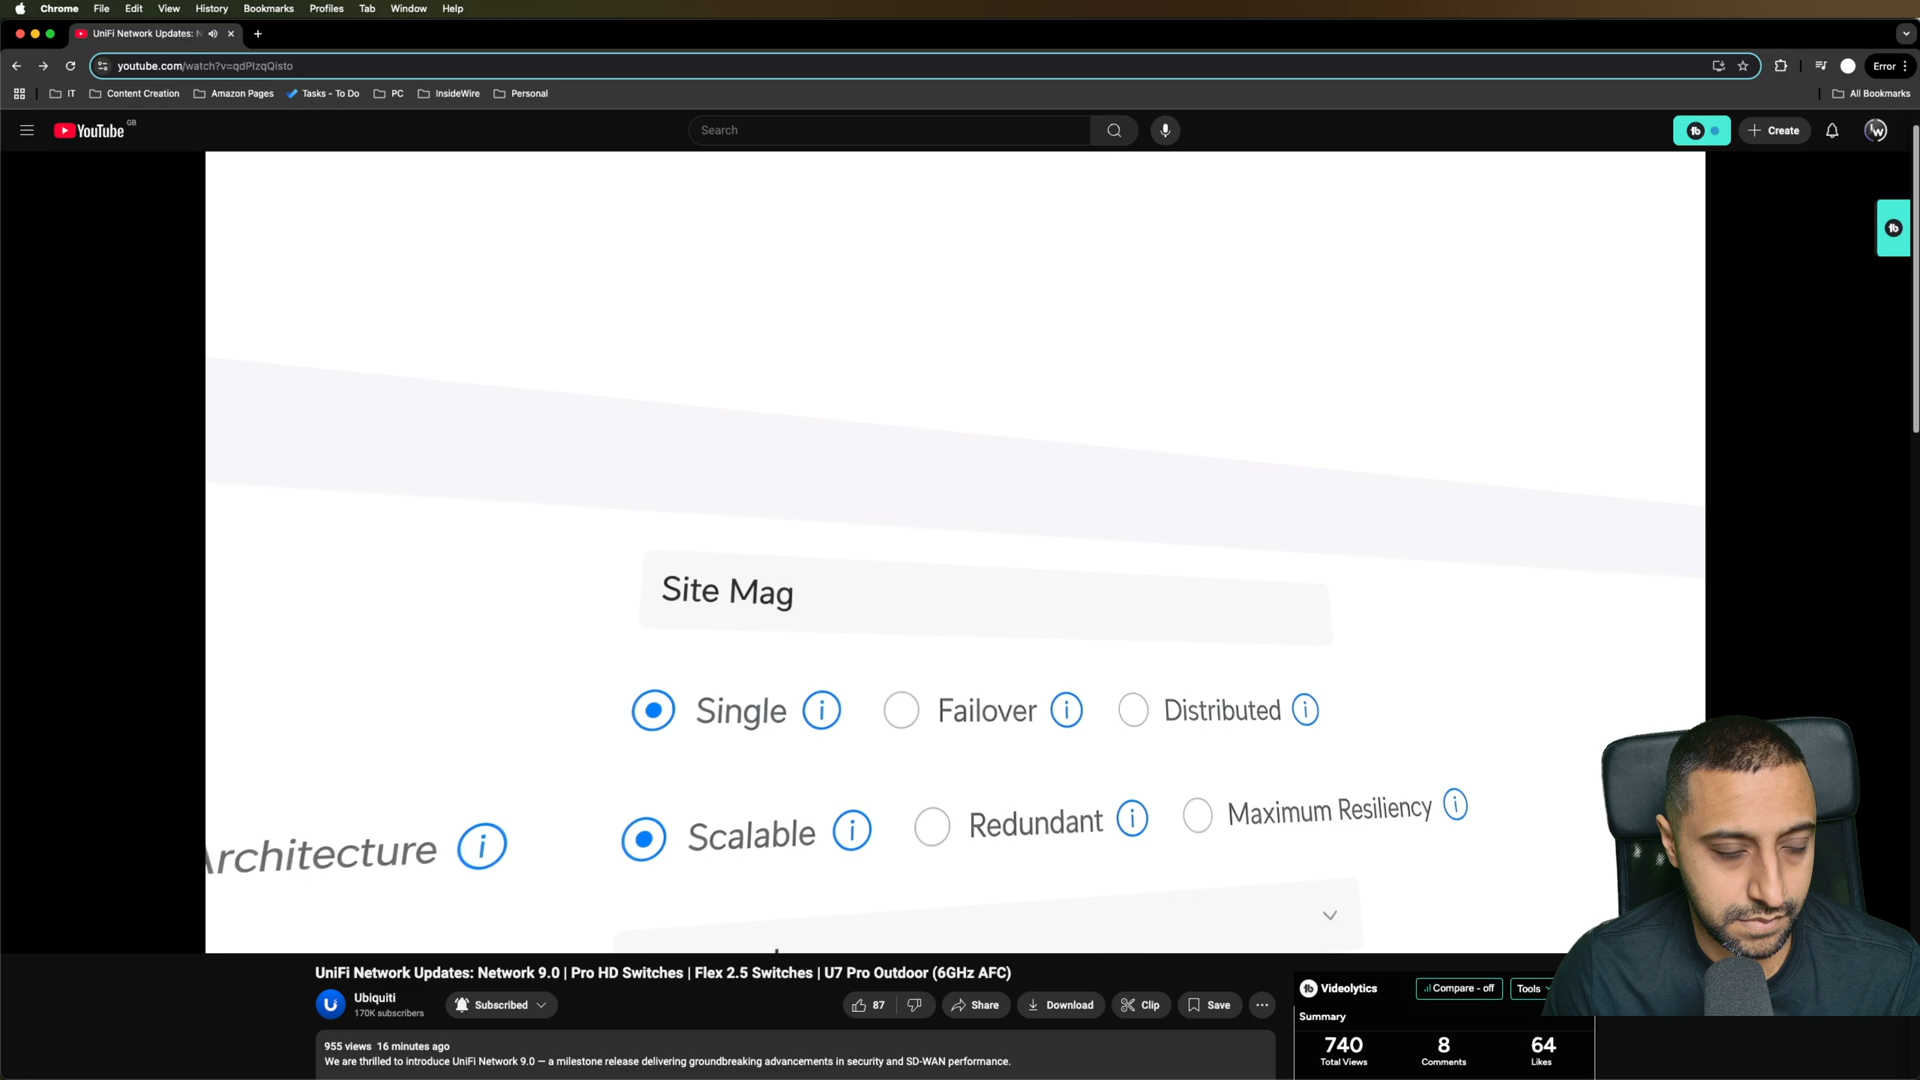 Chrome File Edit View History Bookmarks Profiles Tab Window Help
UniFi Network Updates: N
youtube.com/watch?v=qdPIzqQisto
Error
IT Content Creation Amazon Pages Tasks - To Do PC InsideWire Personal
All Bookmarks
YouTube GB
Search
Create
Site Mag
Single Failover Distributed
Architecture Scalable Redundant Maximum Resiliency
UniFi Network Updates: Network 9.0 | Pro HD Switches | Flex 2.5 Switches | U7 Pro Outdoor (6GHz AFC)
Ubiquiti
170K subscribers
Subscribed
87
Share
Download
Clip
Save
955 views 16 minutes ago
We are thrilled to introduce UniFi Network 9.0 — a milestone release delivering groundbreaking advancements in security and SD-WAN performance.
Videolytics
Compare - off
Tools
Summary
740 8 64
Total Views Comments Likes